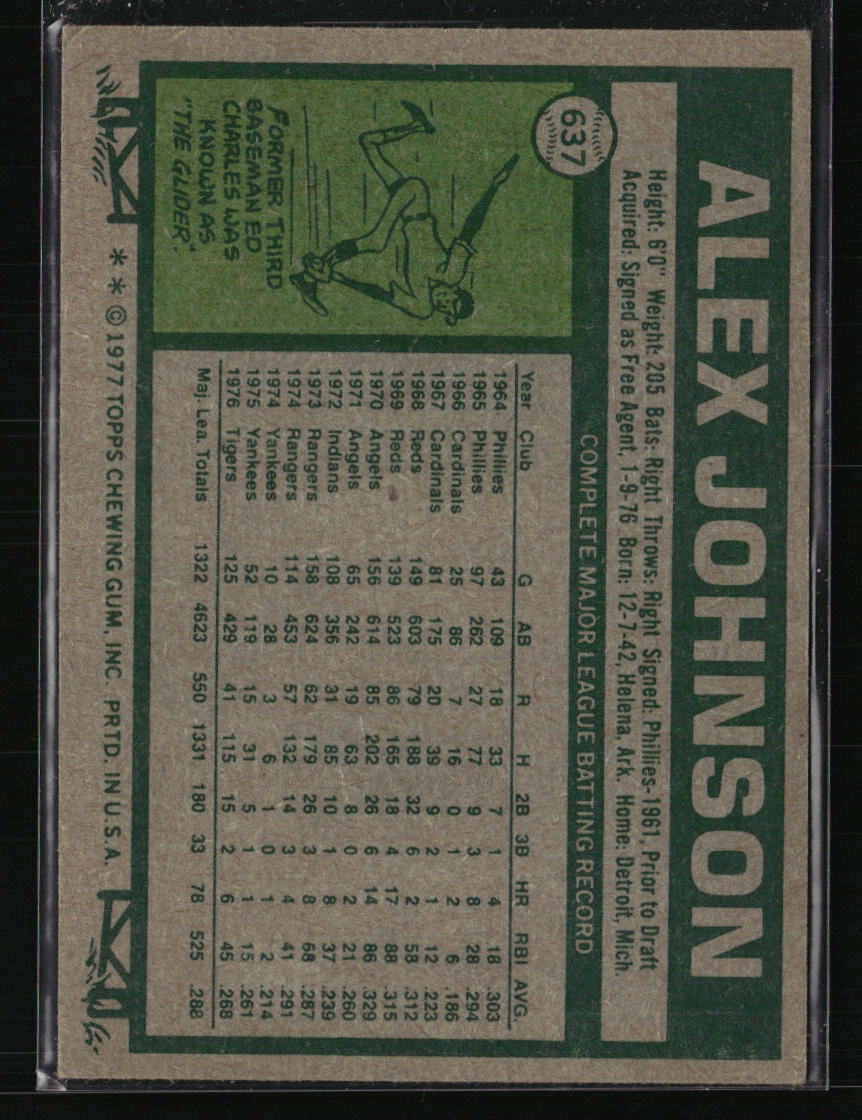 637
ALEX JOHNSON
Height: 6'0" Weight: 205 Bats: Right Throws: Right Signed: Phillies-1961, Prior to Draft
Acquired: Signed as Free Agent, 1-9-76 Born: 12-7-42, Helena, Ark. Home: Detroit, Mich.
COMPLETE MAJOR LEAGUE BATTING RECORD
FORMER THIRD
BASEMAN ED
CHARLES WAS
KNOWN AS
"THE GLIDER".
Year Club G AB R H 2B 3B HR RBI AVG.
1964 Phillies 43 109 18 33 7 1 4 18 .303
1965 Phillies 97 262 27 77 9 3 8 28 .294
1966 Cardinals 25 86 7 16 0 1 2 6 .186
1967 Cardinals 81 175 20 39 9 2 1 12 .223
1968 Reds 149 603 79 188 32 6 2 58 .312
1969 Reds 139 523 86 165 18 4 17 88 .315
1970 Angels 156 614 85 202 26 6 14 86 .329
1971 Angels 65 242 19 63 8 0 2 21 .260
1972 Indians 108 356 31 85 10 1 8 37 .239
1973 Rangers 158 624 62 179 26 3 8 68 .287
1974 Rangers 114 453 57 132 14 3 4 41 .291
1974 Yankees 10 28 3 6 1 0 1 2 .214
1975 Yankees 52 119 15 31 5 1 1 15 .261
1976 Tigers 125 429 41 115 15 2 6 45 .268
Maj. Lea. Totals 1322 4623 550 1331 180 33 78 525 .288
* * © 1977 TOPPS CHEWING GUM, INC. PRTD. IN U.S.A.